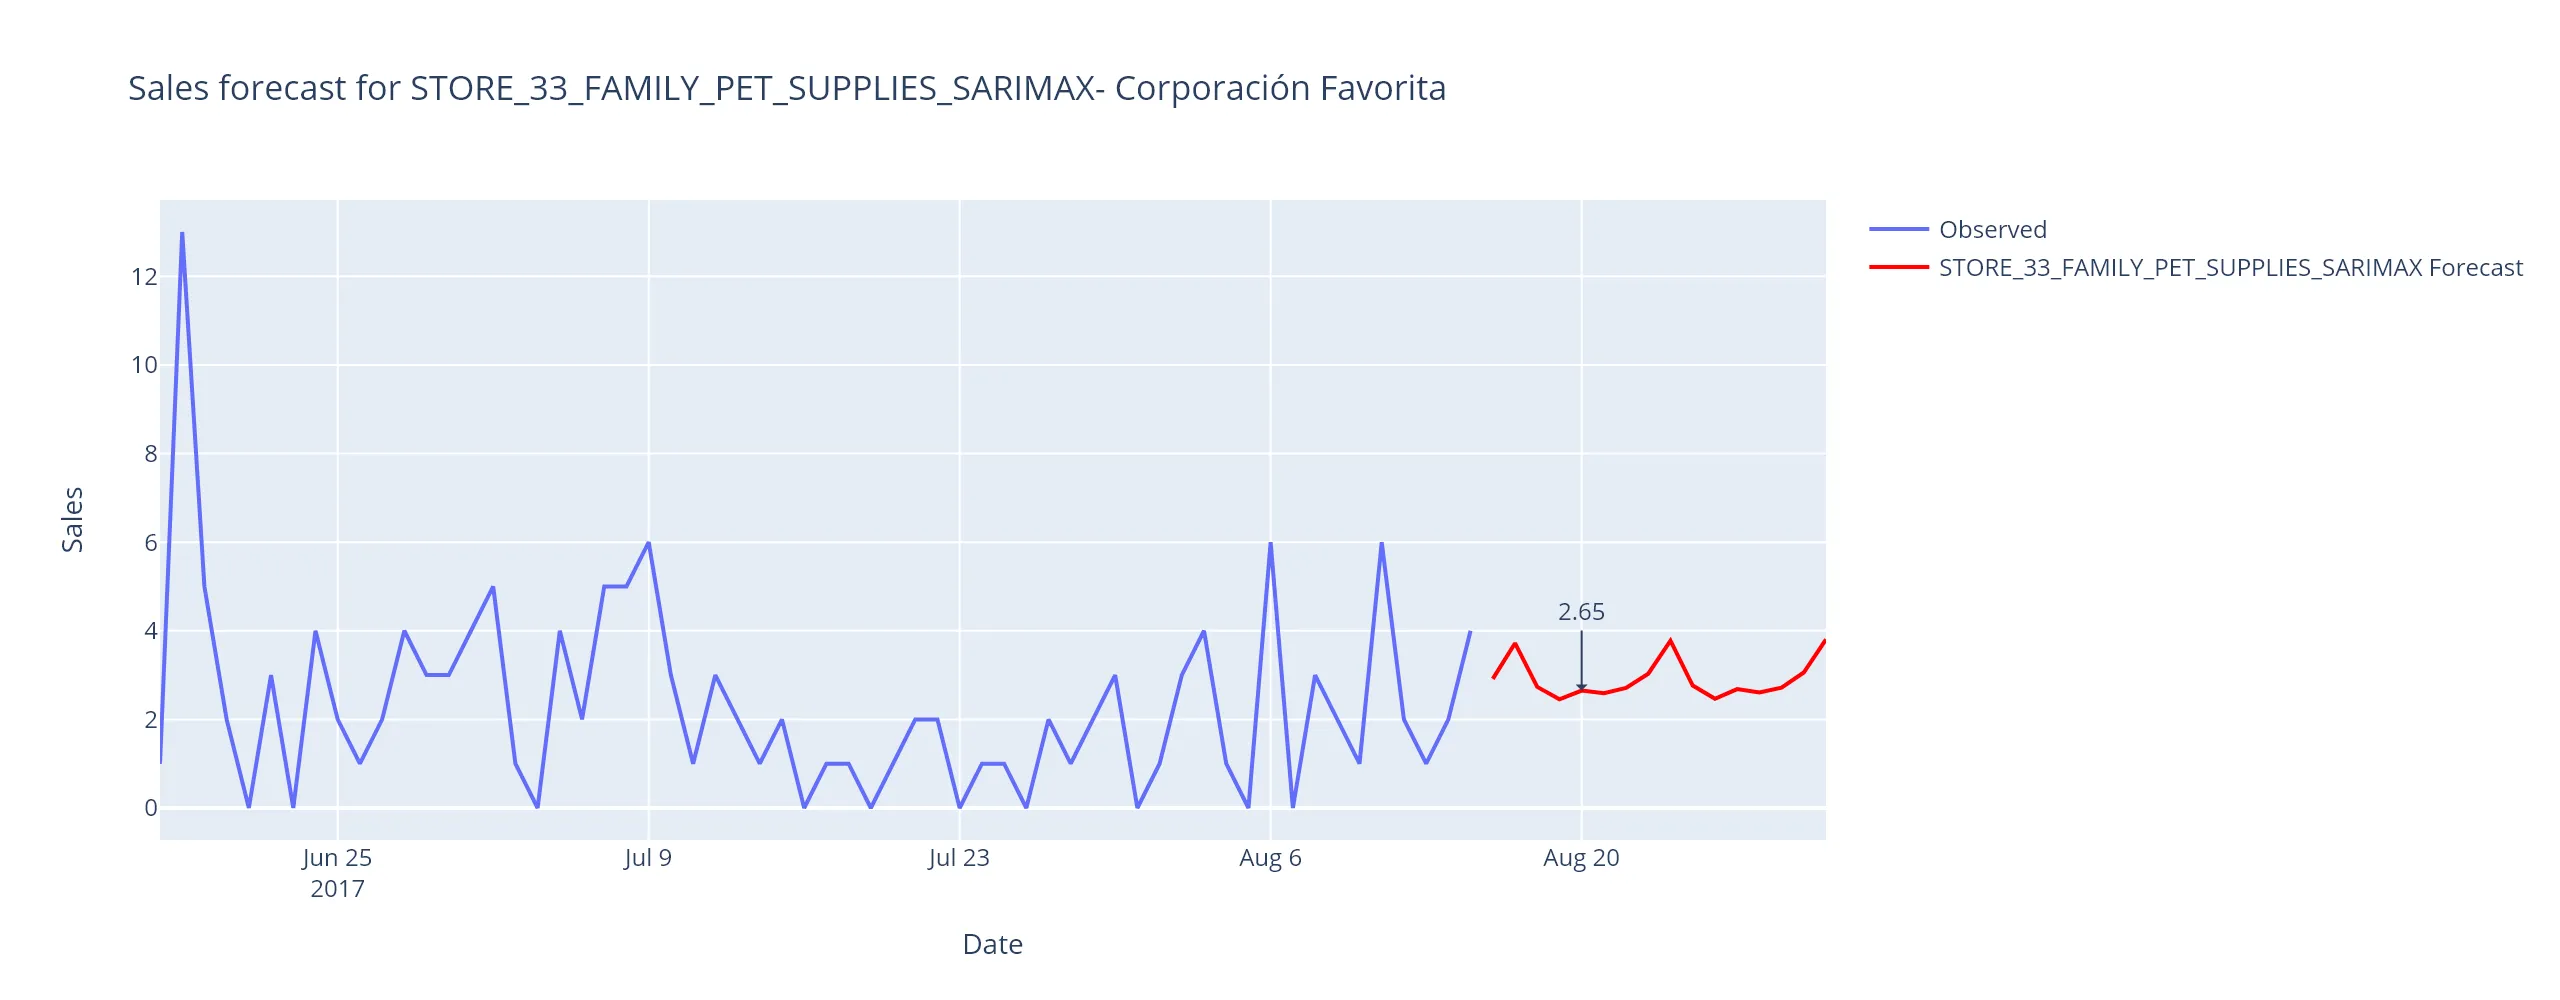 Sales forecast for STORE_33_FAMILY_PET_SUPPLIES_SARIMAX- Corporación Favorita
Observed
STORE_33_FAMILY_PET_SUPPLIES_SARIMAX Forecast
12
10
8
6
4
2
0
Sales
2.65
Jun 25
2017
Jul 9
Jul 23
Aug 6
Aug 20
Date